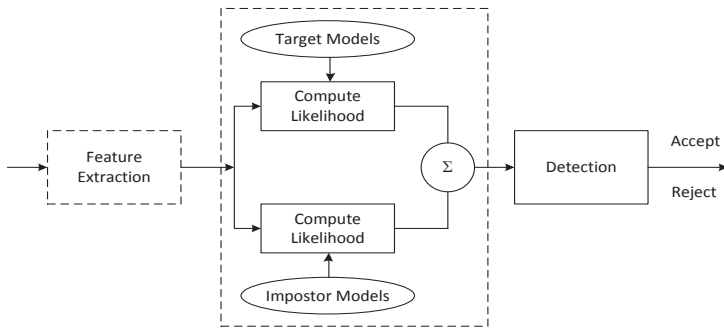 Target Models
Compute
Likelihood
Feature
Extraction
Σ
Detection
Accept
Reject
Compute
Likelihood
Impostor Models